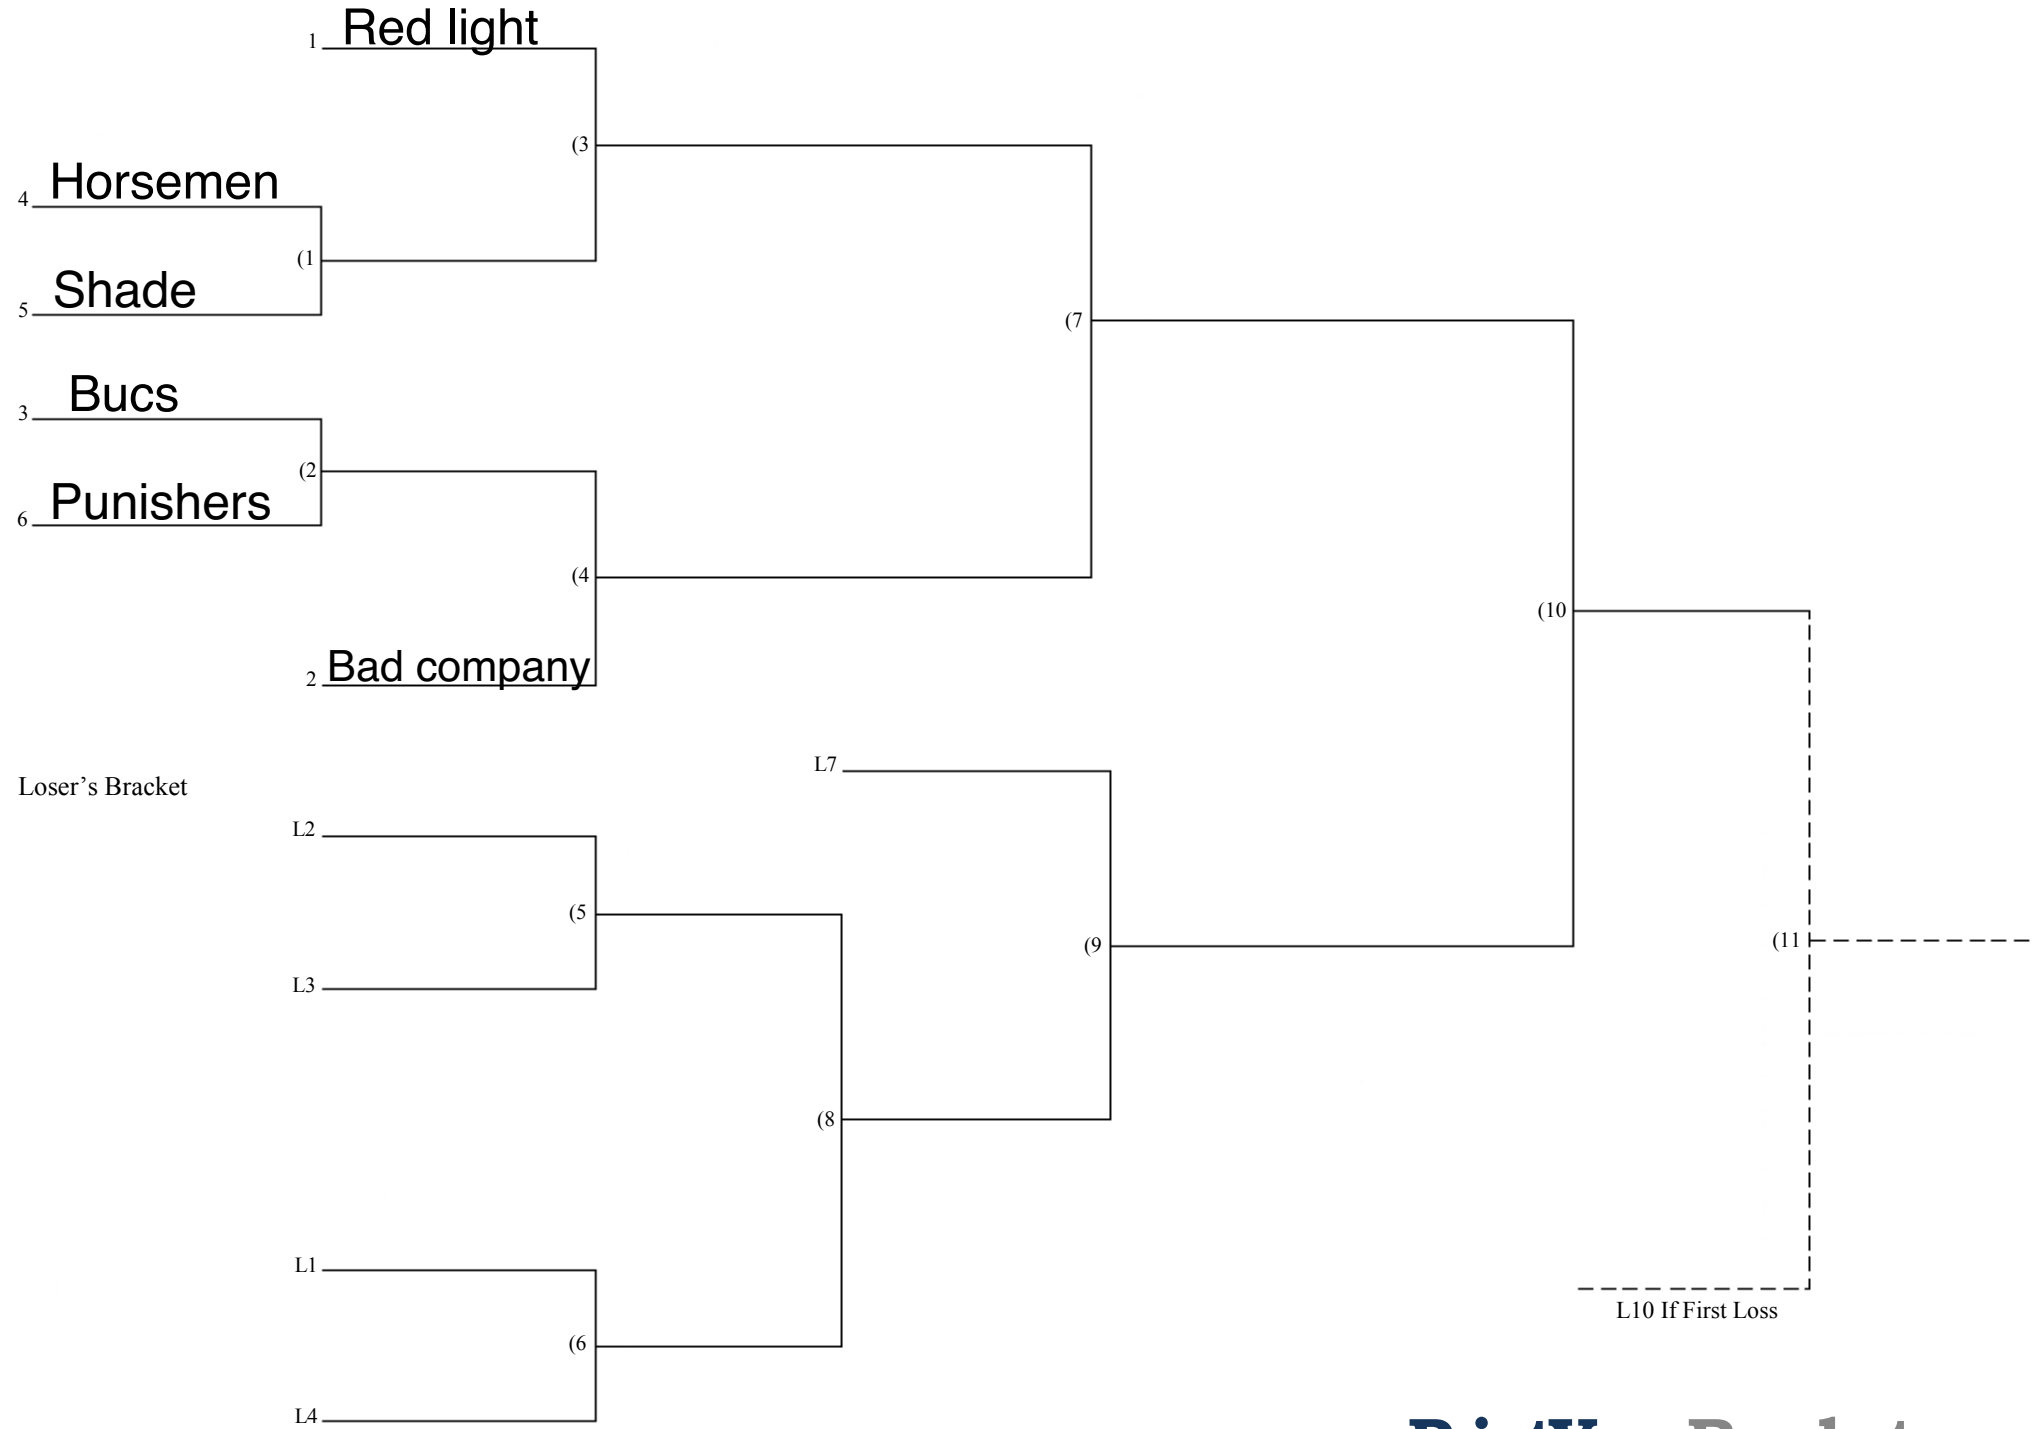 1 Red light
(3
4 Horsemen
(1
5 Shade
(7
3 Bucs
(2
6 Punishers
(4
(10
2 Bad company
L7
Loser’s Bracket
L2
(5
(11
(9
L3
(8
L1
L10 If First Loss
(6
L4